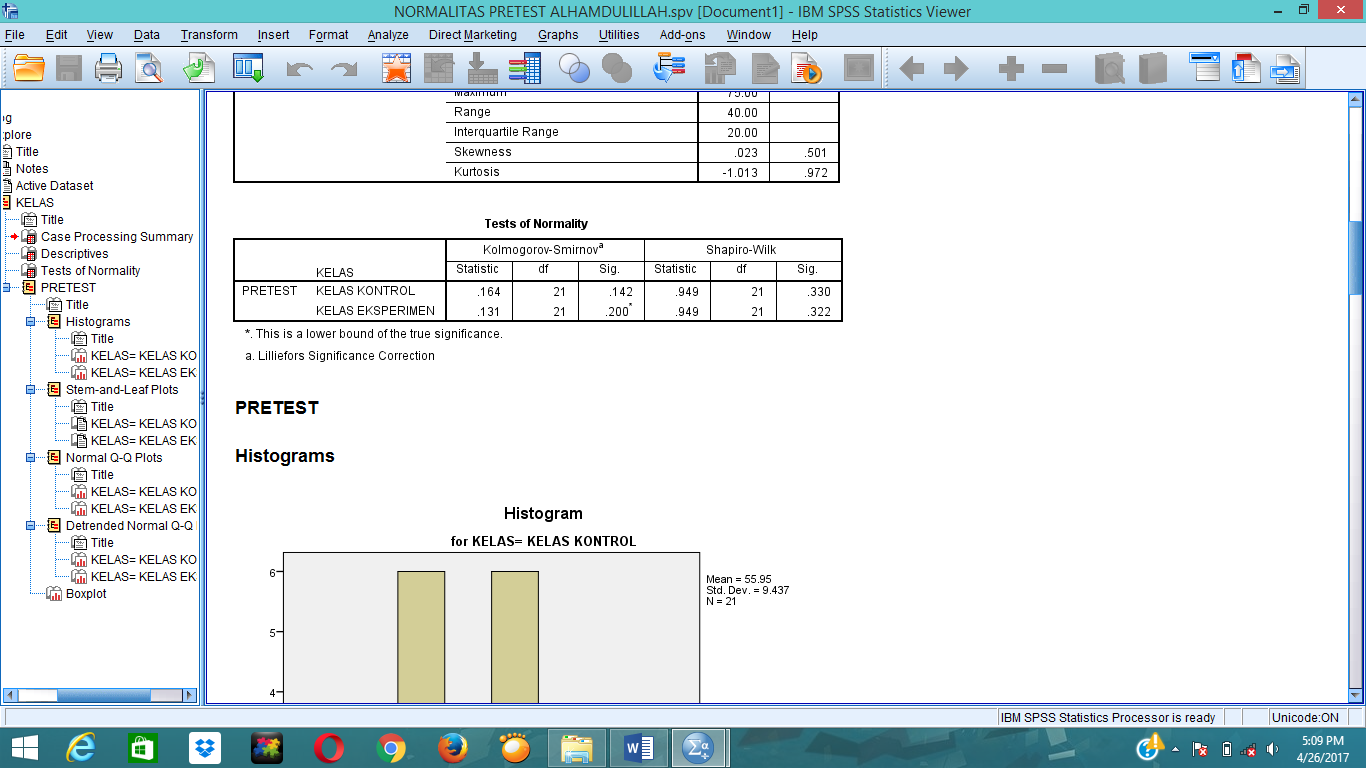 NORMALITAS PRETEST ALHAMDULILLAH.spv [Document1] - IBM SPSS Statistics Viewer
File Edit View Data Transform Insert Format Analyze Direct Marketing Graphs Utilities Add-ons Window Help
og
xplore
Title
Notes
Active Dataset
KELAS
Title
Case Processing Summary
Descriptives
Tests of Normality
PRETEST
Title
Histograms
Title
KELAS= KELAS KO
KELAS= KELAS EK
Stem-and-Leaf Plots
Title
KELAS= KELAS KO
KELAS= KELAS EK
Normal Q-Q Plots
Title
KELAS= KELAS KO
KELAS= KELAS EK
Detrended Normal Q-Q
Title
KELAS= KELAS KO
KELAS= KELAS EK
Boxplot
Maximum 75.00
Range 40.00
Interquartile Range 20.00
Skewness .023 .501
Kurtosis -1.013 .972
Tests of Normality
Kolmogorov-Smirnov a Shapiro-Wilk
KELAS Statistic df Sig. Statistic df Sig.
PRETEST KELAS KONTROL .164 21 .142 .949 21 .330
KELAS EKSPERIMEN .131 21 .200* .949 21 .322
*. This is a lower bound of the true significance.
a. Lilliefors Significance Correction
PRETEST
Histograms
Histogram
for KELAS= KELAS KONTROL
6
5
4
Mean = 55.95
Std. Dev. = 9.437
N = 21
IBM SPSS Statistics Processor is ready Unicode:ON
5:09 PM
4/26/2017